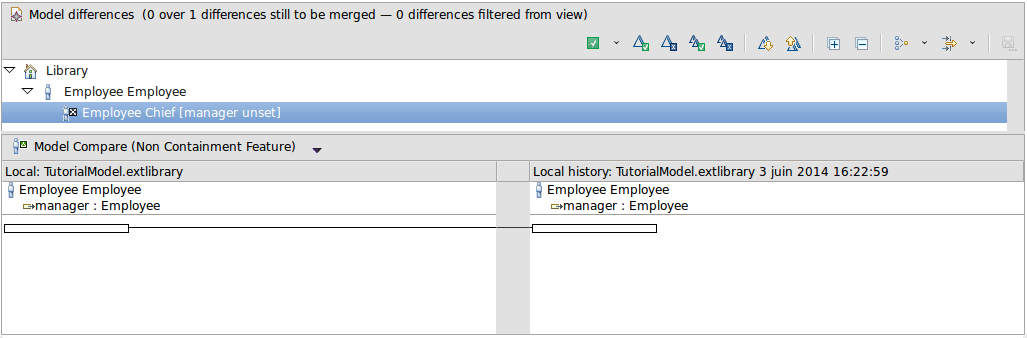 Model differences (0 over 1 differences still to be merged — 0 differences filtered from view)
Library
Employee Employee
Employee Chief [manager unset]
Model Compare (Non Containment Feature)
Local: TutorialModel.extlibrary
Local history: TutorialModel.extlibrary 3 juin 2014 16:22:59
Employee Employee
Employee Employee
manager : Employee
manager : Employee